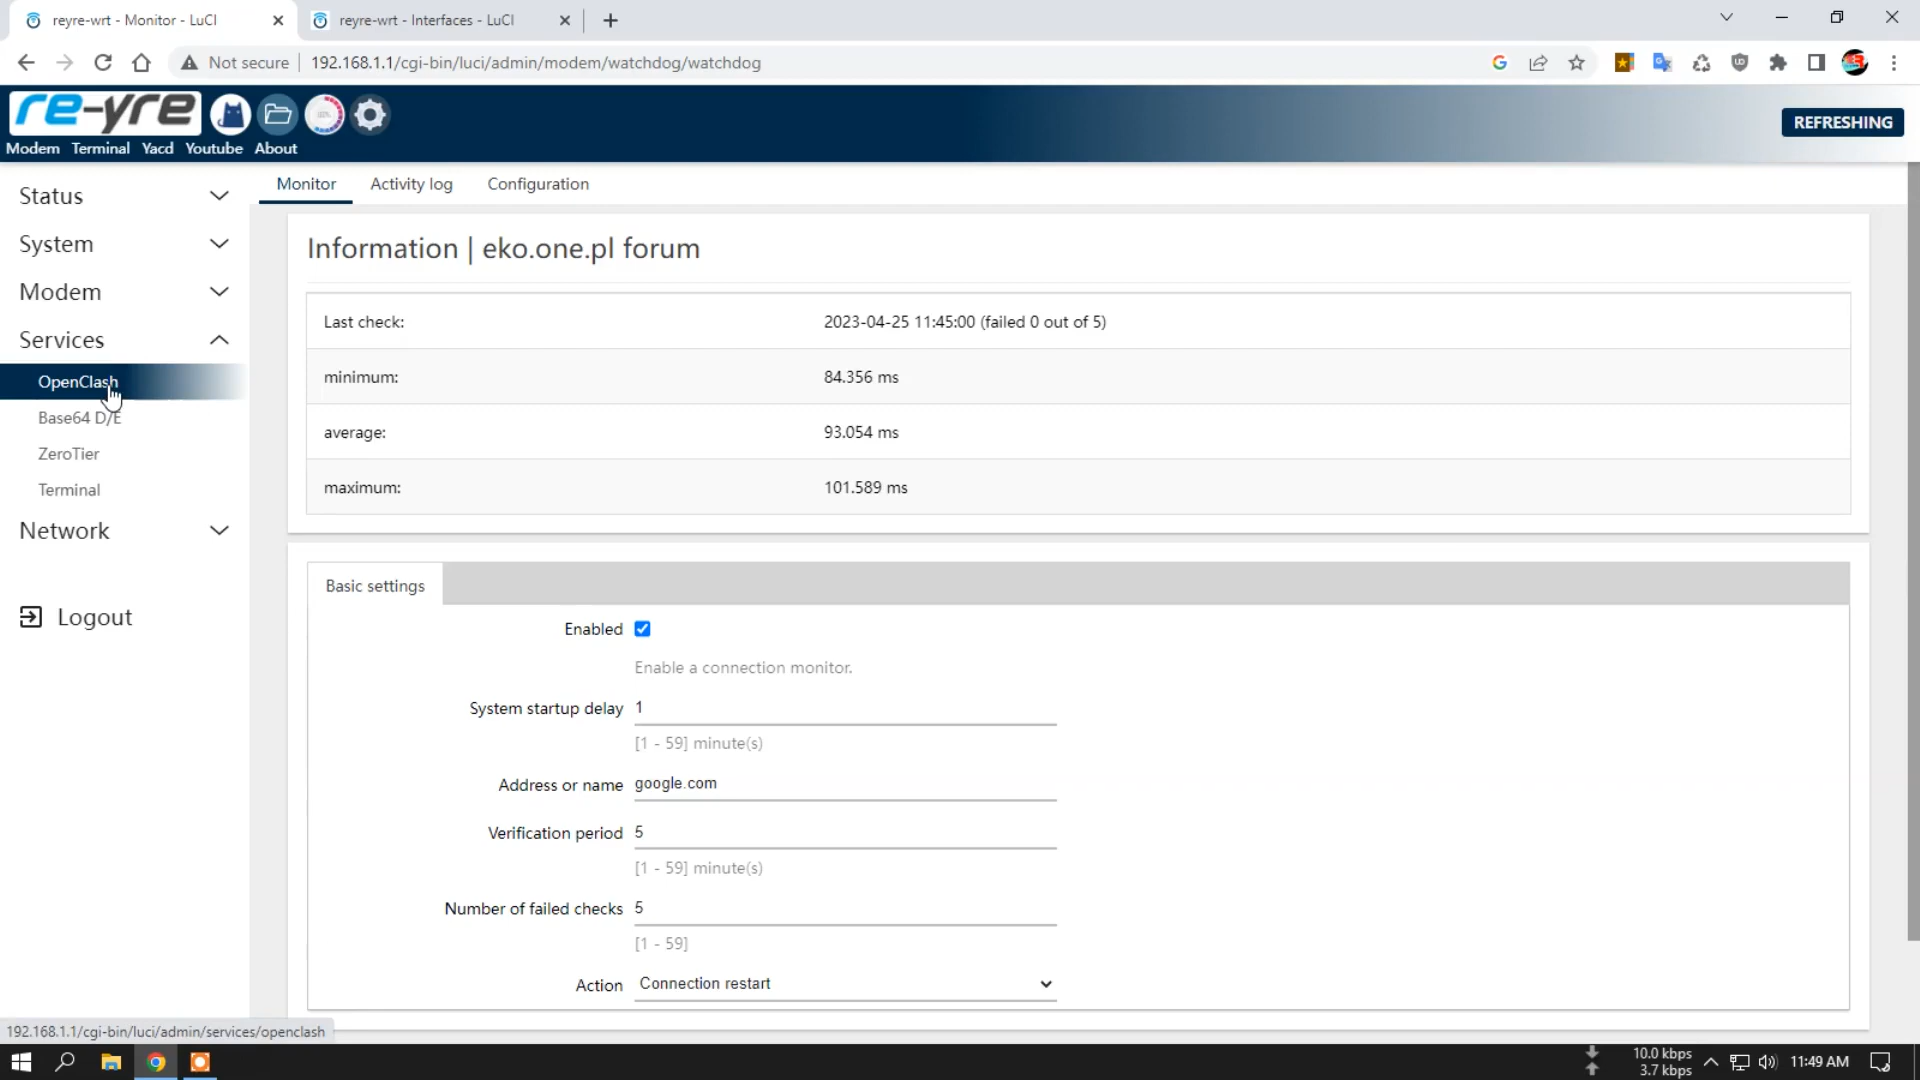 reyre-wrt - Monitor - LuCI
reyre-wrt - Interfaces - LuCI
Not secure
192.168.1.1/cgi-bin/luci/admin/modem/watchdog/watchdog
re-yre
REFRESHING
Modem Terminal Yacd Youtube About
Status
System
Modem
Services
OpenClash
Base64 D/E
ZeroTier
Terminal
Network
Logout
Monitor
Activity log
Configuration
Information | eko.one.pl forum
Last check:
2023-04-25 11:45:00 (failed 0 out of 5)
minimum:
84.356 ms
average:
93.054 ms
maximum:
101.589 ms
Basic settings
Enabled
Enable a connection monitor.
System startup delay
1
[1 - 59] minute(s)
Address or name
google.com
Verification period
5
[1 - 59] minute(s)
Number of failed checks
5
[1 - 59]
Action
Connection restart
192.168.1.1/cgi-bin/luci/admin/services/openclash
10.0 kbps
3.7 kbps
11:49 AM